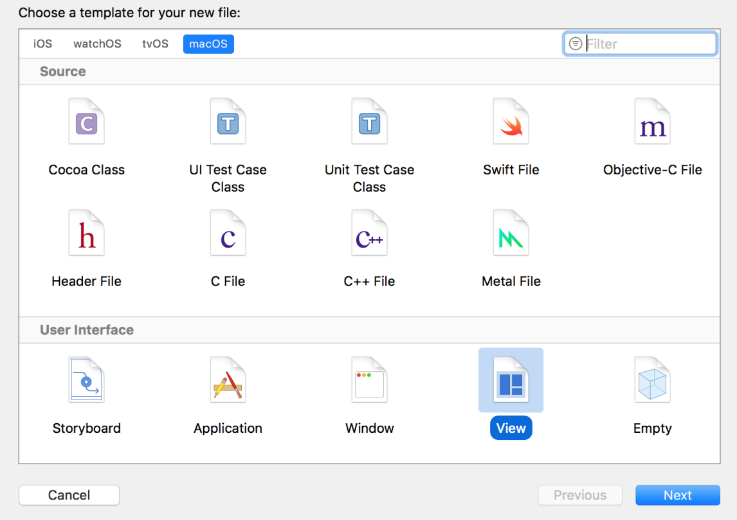 Choose a template for your new file:
iOS watchOS tvOS macOS Filter
Source
C T T m
Cocoa Class UI Test Case Class Unit Test Case Class Swift File Objective-C File
h c C++
Header File C File C++ File Metal File
User Interface
Storyboard Application Window View Empty
Cancel Previous Next